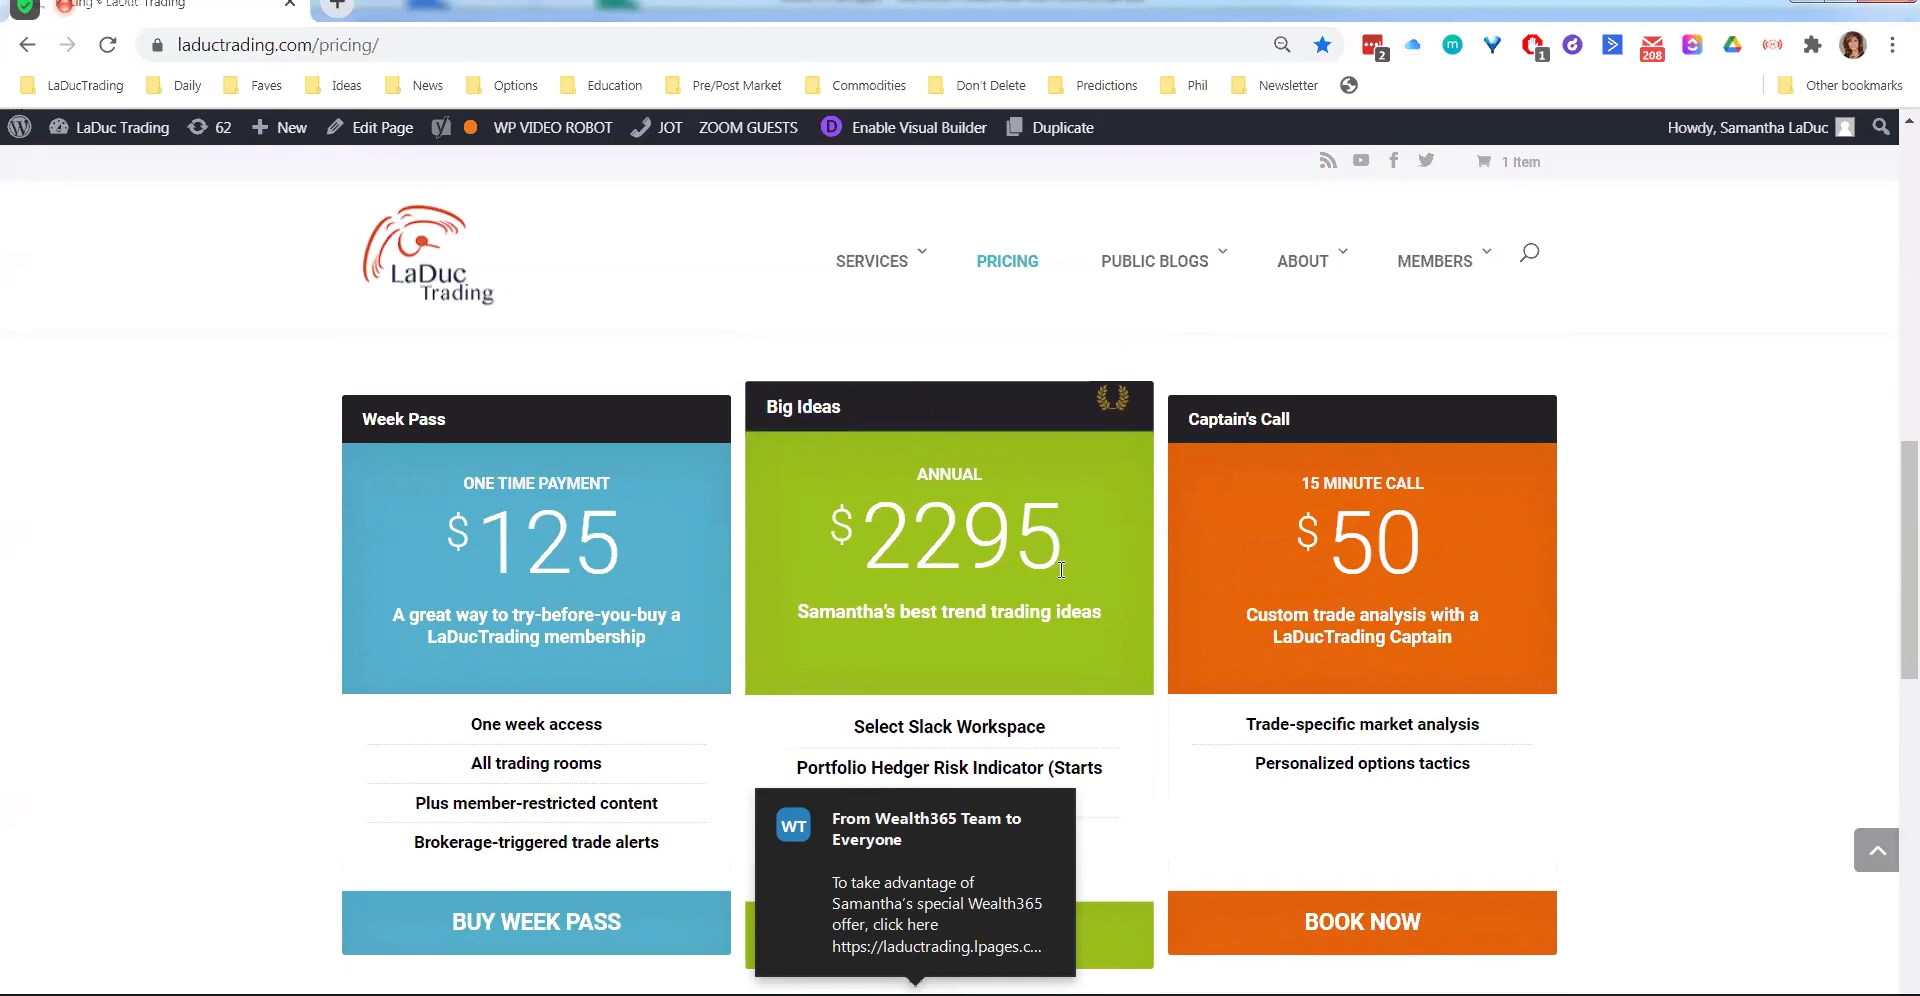 LaDuc Trading
laductrading.com/pricing/
2
m
1
208
LaDucTrading
Daily
Faves
Ideas
News
Options
Education
Pre/Post Market
Commodities
Don't Delete
Predictions
Phil
Newsletter
Other bookmarks
LaDuc Trading
62
New
Edit Page
WP VIDEO ROBOT
JOT
ZOOM GUESTS
D
Enable Visual Builder
Duplicate
Howdy, Samantha LaDuc
1 Item
LaDuc
Trading
SERVICES
PRICING
PUBLIC BLOGS
ABOUT
MEMBERS
Week Pass
ONE TIME PAYMENT
$125
A great way to try-before-you-buy a
LaDucTrading membership
One week access
All trading rooms
Plus member-restricted content
Brokerage-triggered trade alerts
BUY WEEK PASS
Big Ideas
ANNUAL
$2295
Samantha's best trend trading ideas
Select Slack Workspace
Portfolio Hedger Risk Indicator (Starts
WT
From Wealth365 Team to
Everyone
To take advantage of
Samantha's special Wealth365
offer, click here
https://laductrading.lpages.c...
Captain's Call
15 MINUTE CALL
$50
Custom trade analysis with a
LaDucTrading Captain
Trade-specific market analysis
Personalized options tactics
BOOK NOW